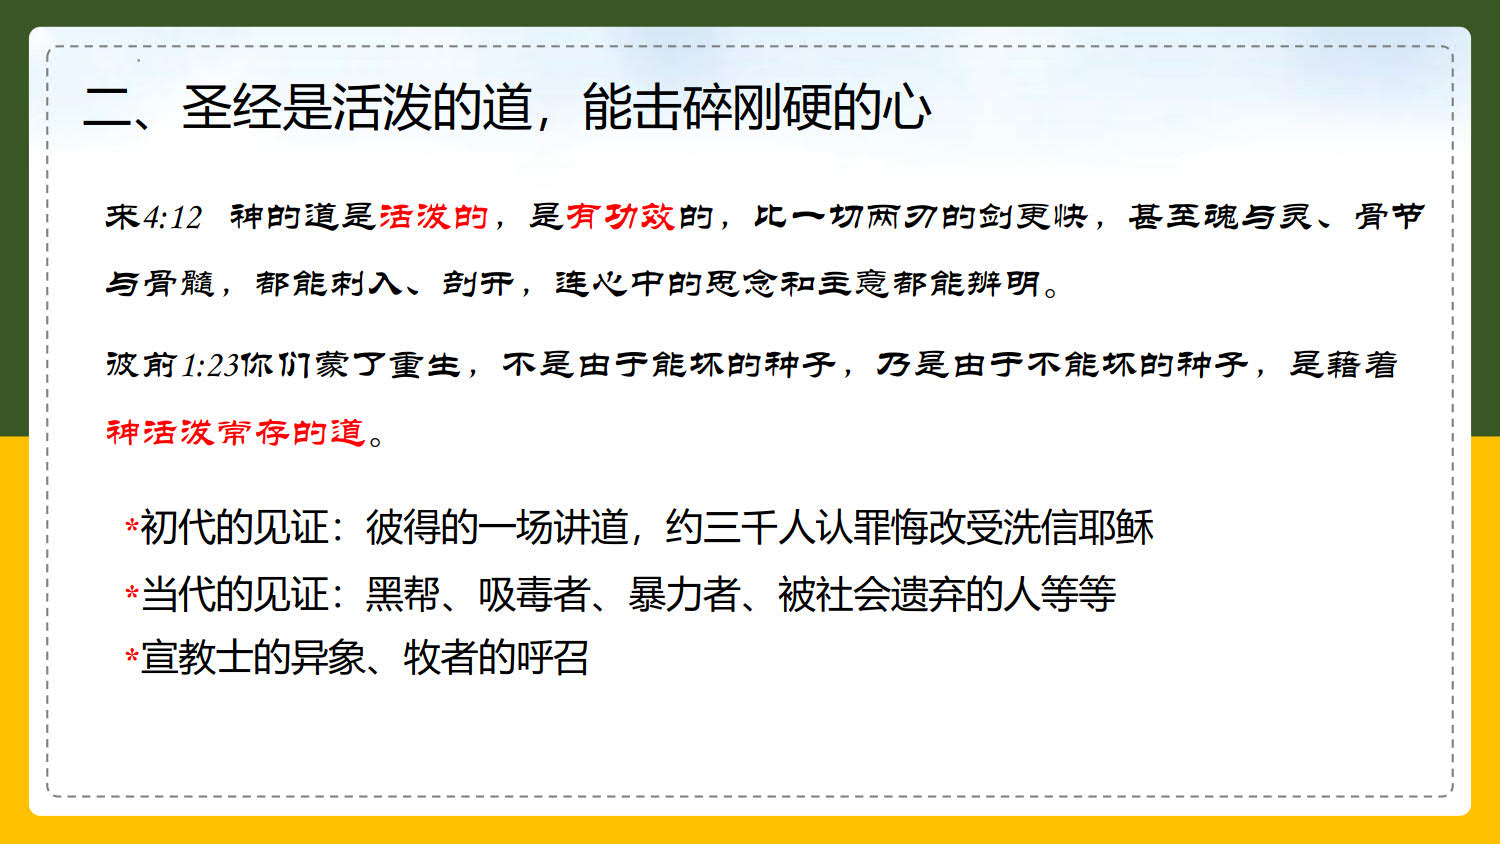 二、圣经是活泼的道，能击碎刚硬的心
来4:12 神的道是活泼的，是有功效的，比一切两刃的剑更快，甚至魂与灵、骨节
与骨髓，都能刺入、剖开，连心中的思念和主意都能辨明。
彼前1:23你们蒙了重生，不是由于能坏的种子，乃是由于不能坏的种子，是藉着
神活泼常存的道。
*初代的见证：彼得的一场讲道，约三千人认罪悔改受洗信耶稣
*当代的见证：黑帮、吸毒者、暴力者、被社会遗弃的人等等
*宣教士的异象、牧者的呼召